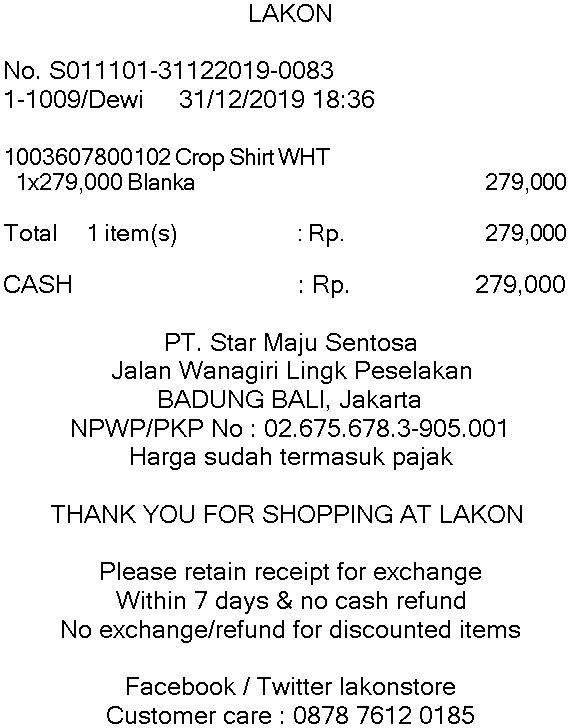 LAKON
No. S011101-31122019-0083
1-1009/Dewi 31/12/2019 18:36
1003607800102 Crop Shirt WHT
1x279,000 Blanka 279,000
Total 1 item(s) : Rp. 279,000
CASH : Rp. 279,000
PT. Star Maju Sentosa
Jalan Wanagiri Lingk Peselakan
BADUNG BALI, Jakarta
NPWP/PKP No : 02.675.678.3-905.001
Harga sudah termasuk pajak
THANK YOU FOR SHOPPING AT LAKON
Please retain receipt for exchange
Within 7 days & no cash refund
No exchange/refund for discounted items
Facebook / Twitter lakonstore
Customer care : 0878 7612 0185